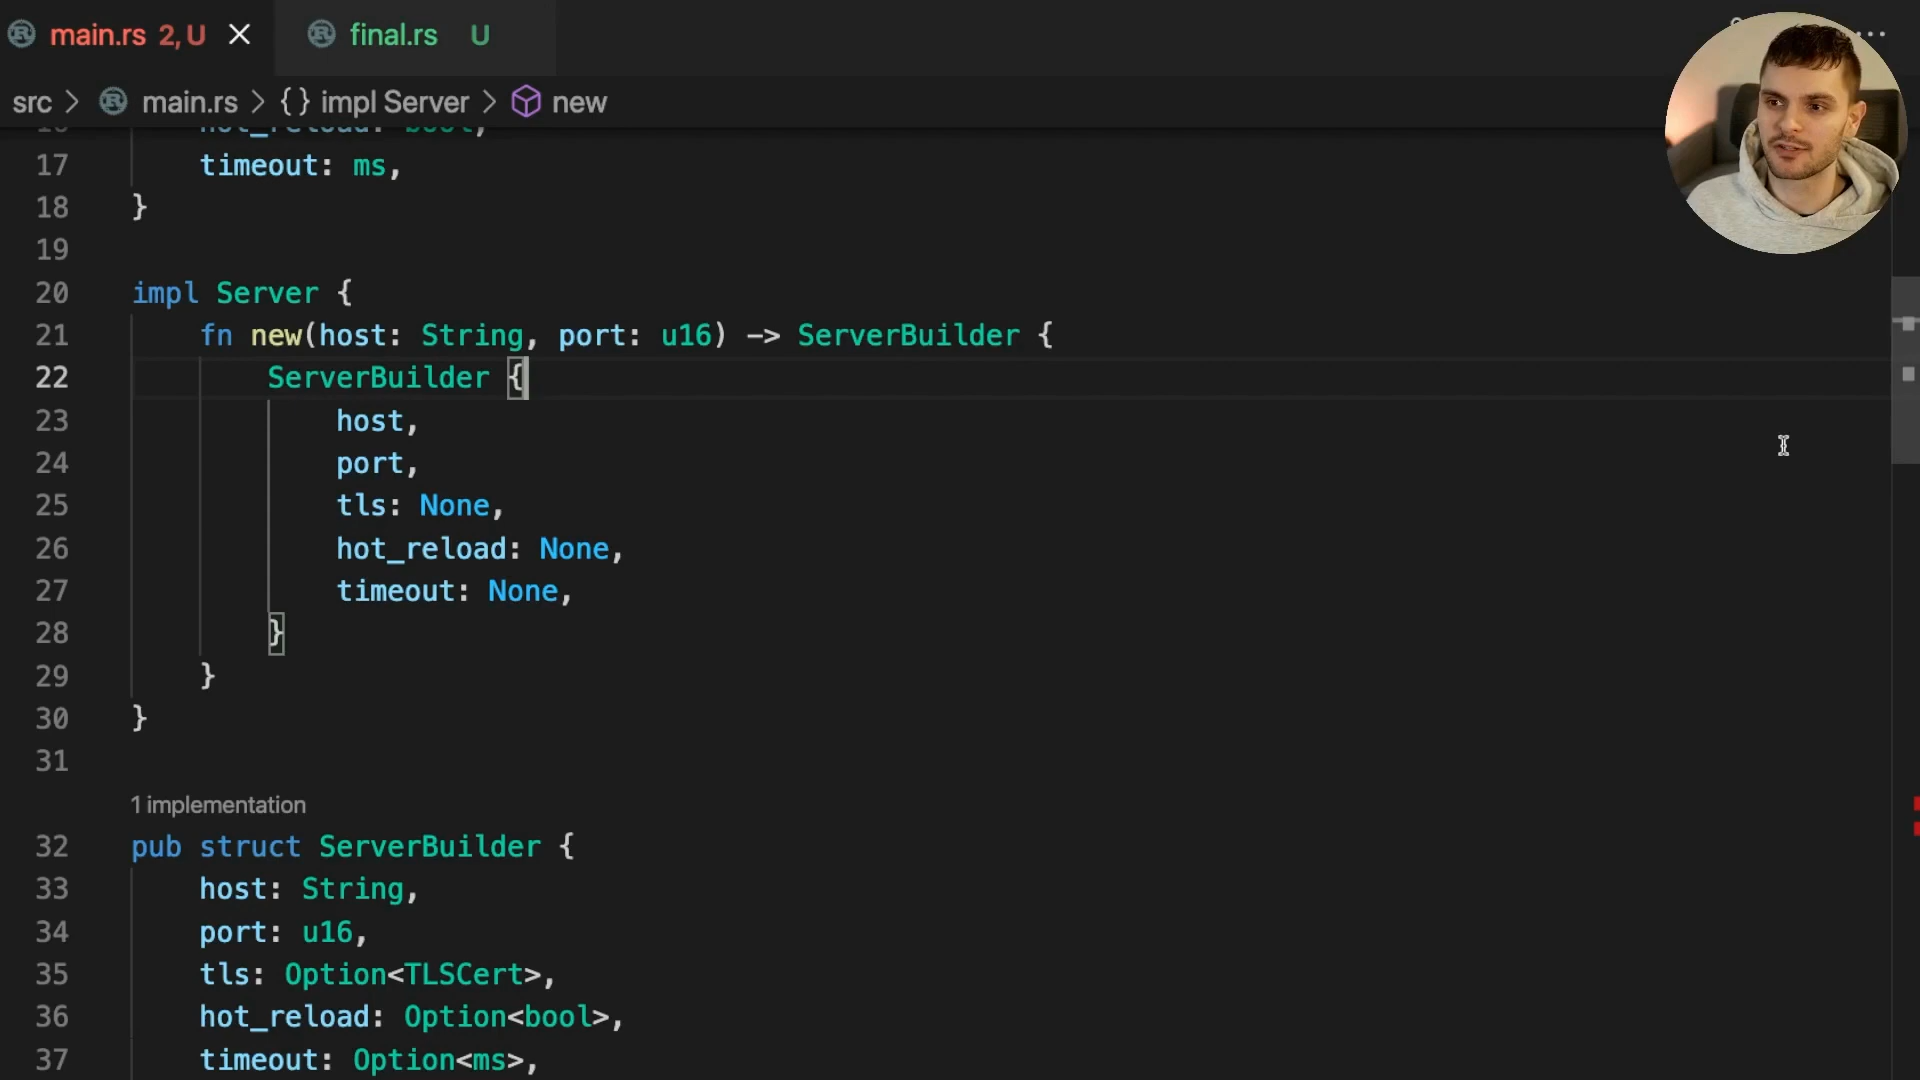 main.rs 2, U
final.rs U
src > main.rs > {} impl Server > new
16 hot_reload: bool,
17 timeout: ms,
18 }
19
20 impl Server {
21 fn new(host: String, port: u16) -> ServerBuilder {
22 ServerBuilder {
23 host,
24 port,
25 tls: None,
26 hot_reload: None,
27 timeout: None,
28 }
29 }
30 }
31
1 implementation
32 pub struct ServerBuilder {
33 host: String,
34 port: u16,
35 tls: Option<TLSCert>,
36 hot_reload: Option<bool>,
37 timeout: Option<ms>,